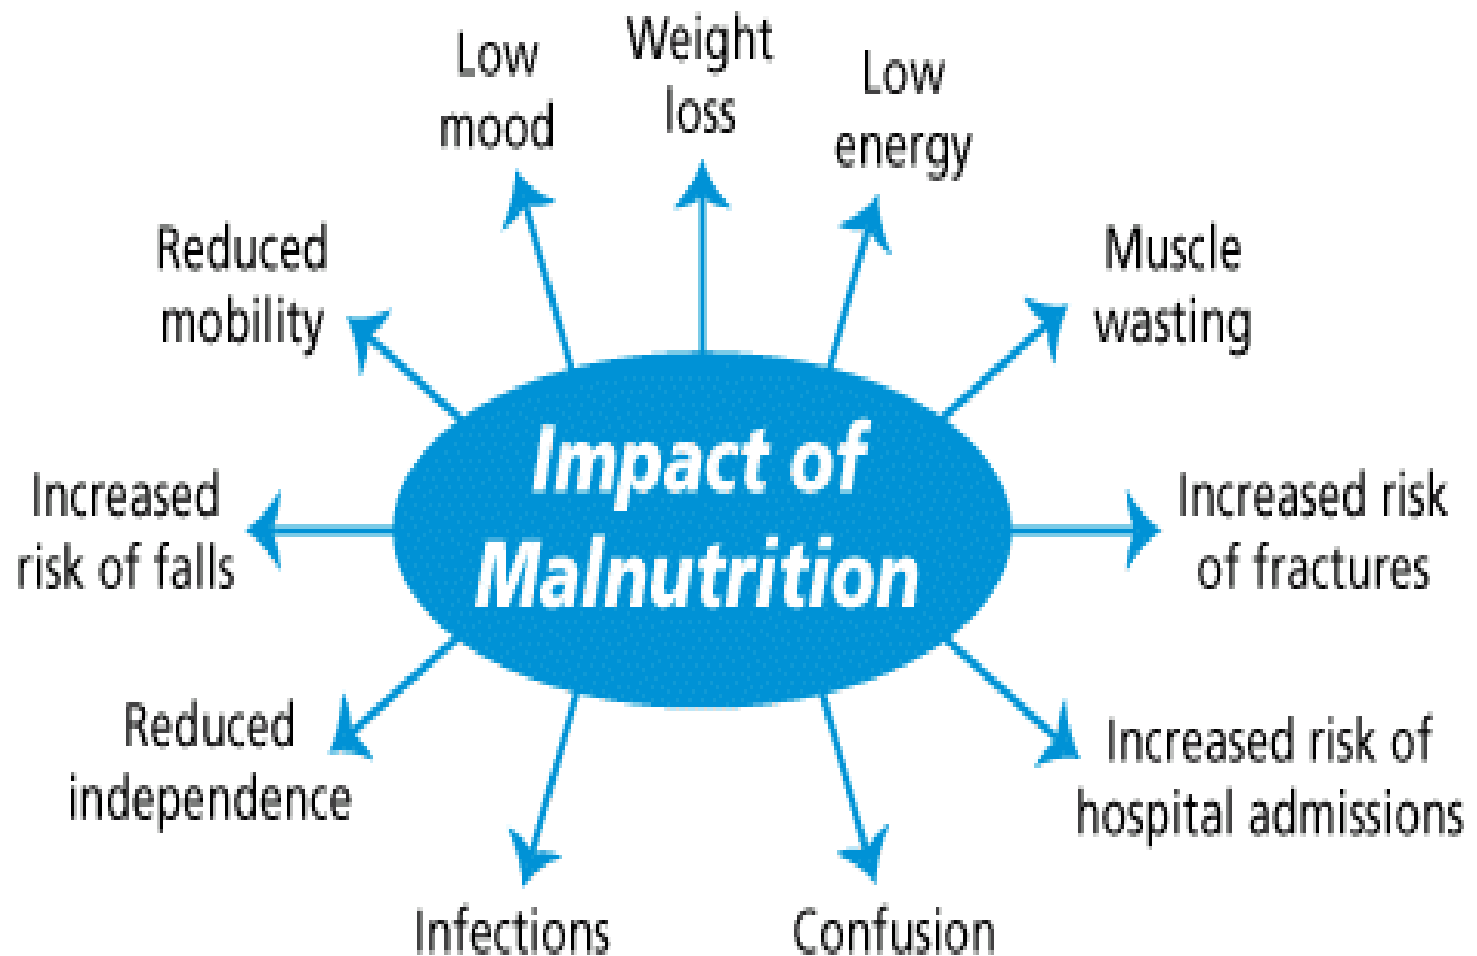 Impact of
Malnutrition
Weight
loss
Low
energy
Muscle
wasting
Increased risk
of fractures
Increased risk of
hospital admissions
Confusion
Infections
Reduced
independence
Increased
risk of falls
Reduced
mobility
Low
mood